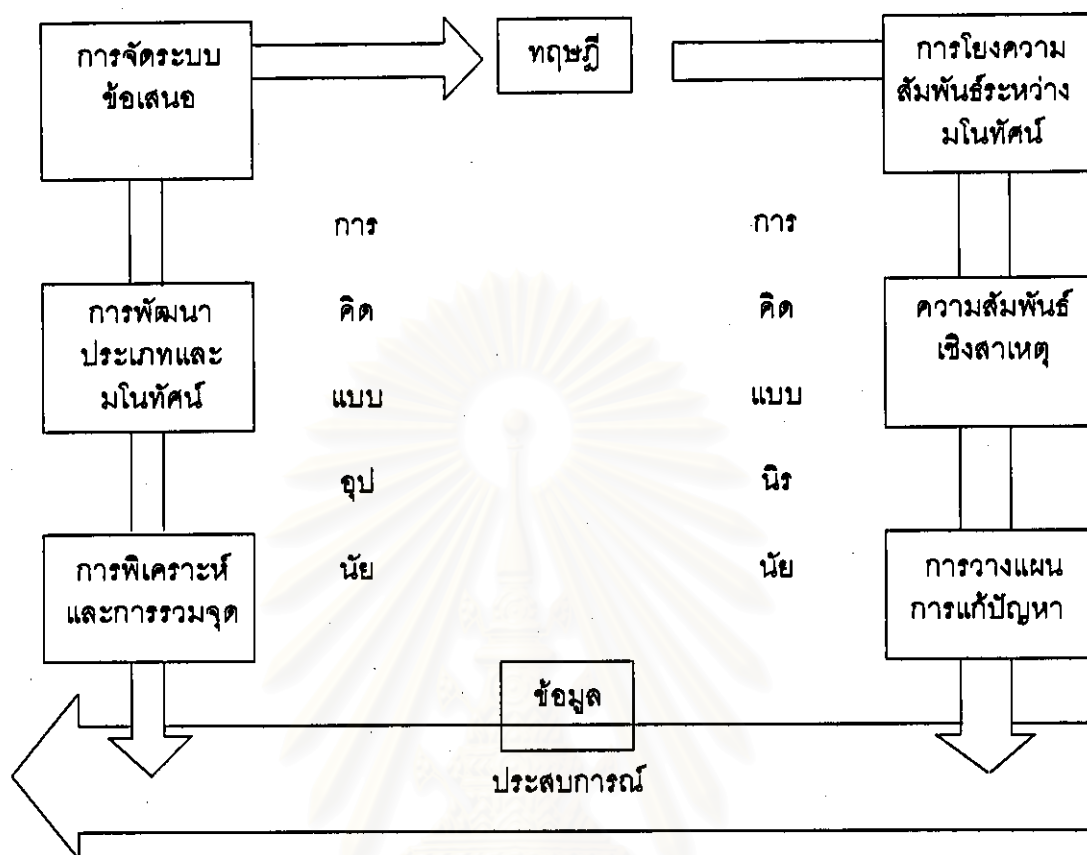 การจัดระบบ
ข้อเสนอ
ทฤษฎี
การโยงความ
สัมพันธ์ระหว่าง
มโนทัศน์
การ
คิด
แบบ
อุป
นัย
การ
คิด
แบบ
นิร
นัย
การพัฒนา
ประเภทและ
มโนทัศน์
ความสัมพันธ์
เชิงสาเหตุ
การพิเคราะห์
และการรวมจุด
การวางแผน
การแก้ปัญหา
ข้อมูล
ประสบการณ์